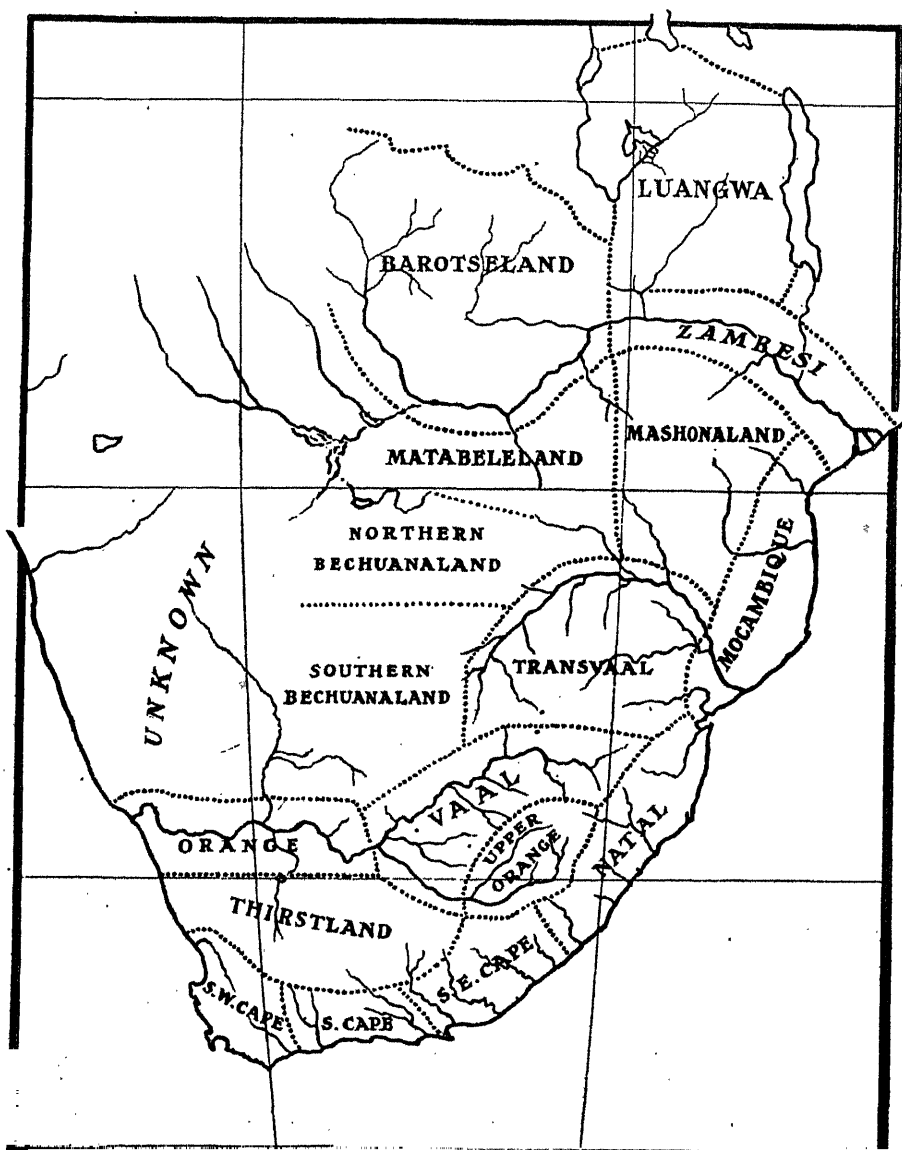 LUANGWA
BAROTSELAND
ZAMBESI
MASHONALAND
MATABELELAND
NORTHERN
BECHUANALAND
MOCAMBIQUE
UNKNOWN
SOUTHERN
BECHUANALAND
TRANSVAAL
VAAL
UPPER
ORANGE
NATAL
ORANGE
THIRSTLAND
S.E. CAPE
S.W. CAPE
S. CAPE